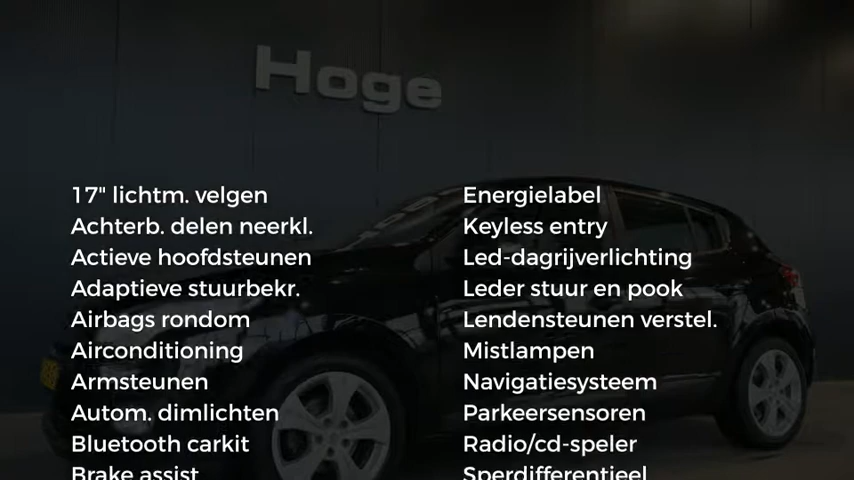 Hoge
17" lichtm. velgen
Achterb. delen neerkl.
Actieve hoofdsteunen
Adaptieve stuurbekr.
Airbags rondom
Airconditioning
Armsteunen
Autom. dimlichten
Bluetooth carkit
Brake assist
Energielabel
Keyless entry
Led-dagrijverlichting
Leder stuur en pook
Lendensteunen verstel.
Mistlampen
Navigatiesysteem
Parkeersensoren
Radio/cd-speler
Sperdifferentieel